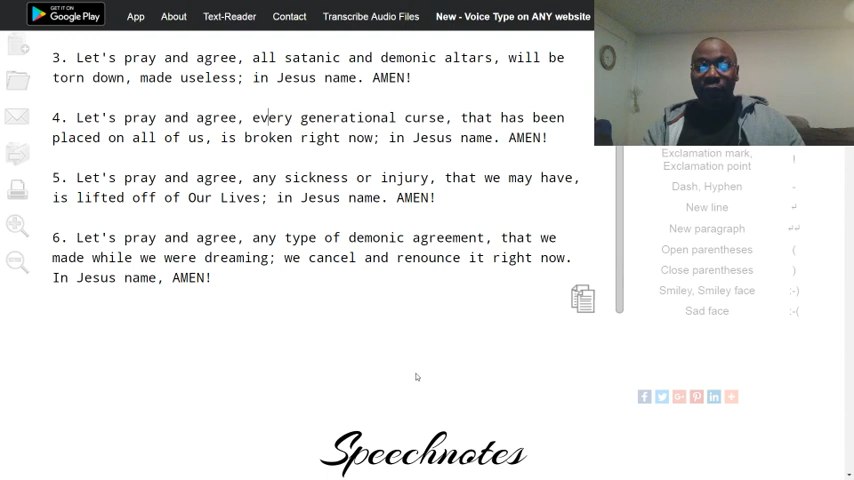 GET IT ON
Google Play
App
About
Text-Reader
Contact
Transcribe Audio Files
New - Voice Type on ANY website
3. Let's pray and agree, all satanic and demonic altars, will be
torn down, made useless; in Jesus name. AMEN!
4. Let's pray and agree, every generational curse, that has been
placed on all of us, is broken right now; in Jesus name. AMEN!
5. Let's pray and agree, any sickness or injury, that we may have,
is lifted off of Our Lives; in Jesus name. AMEN!
6. Let's pray and agree, any type of demonic agreement, that we
made while we were dreaming; we cancel and renounce it right now.
In Jesus name, AMEN!
Exclamation mark,
Exclamation point !
Dash, Hyphen -
New line ↲
New paragraph ↲↲
Open parentheses (
Close parentheses )
Smiley, Smiley face :-)
Sad face :-(
Speechnotes